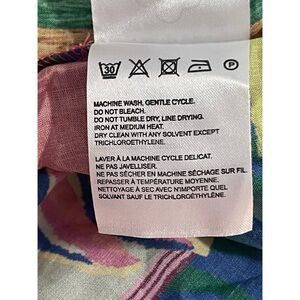 30 P
MACHINE WASH, GENTLE CYCLE.
DO NOT BLEACH.
DO NOT TUMBLE DRY, LINE DRYING.
IRON AT MEDIUM HEAT.
DRY CLEAN WITH ANY SOLVENT EXCEPT
TRICHLOROETHYLENE.
LAVER À LA MACHINE CYCLE DELICAT.
NE PAS JAVELLISER.
NE PAS SÉCHER EN MACHINE SÉCHAGE SUR FIL.
REPASSER À TEMPÉRATURE MOYENNE.
NETTOYAGE À SEC AVEC N'IMPORTE QUEL
SOLVANT SAUF LE TRICHLOROÉTHYLÈNE.